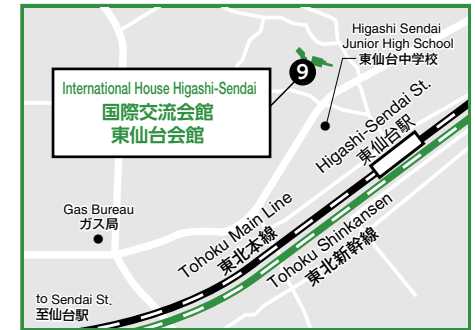 Higashi Sendai
Junior High School
東仙台中学校
9
International House Higashi-Sendai
国際交流会館
東仙台会館
Higashi-Sendai St.
東仙台駅
Gas Bureau
ガス局
Tohoku Main Line
東北本線
Tohoku Shinkansen
東北新幹線
to Sendai St.
至仙台駅